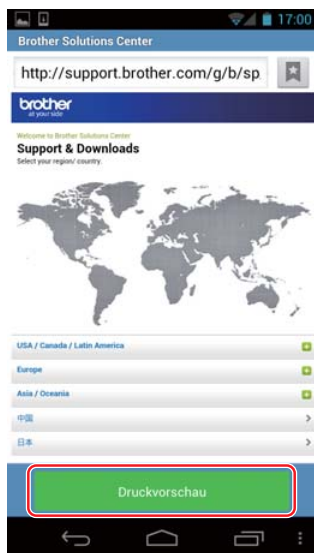 17:00
Brother Solutions Center
http://support.brother.com/g/b/sp
brother
at your side
Welcome to Brother Solutions Center
Support & Downloads
Select your region/ country.
USA / Canada / Latin America
Europe
Asia / Oceania
中国
日本
Druckvorschau